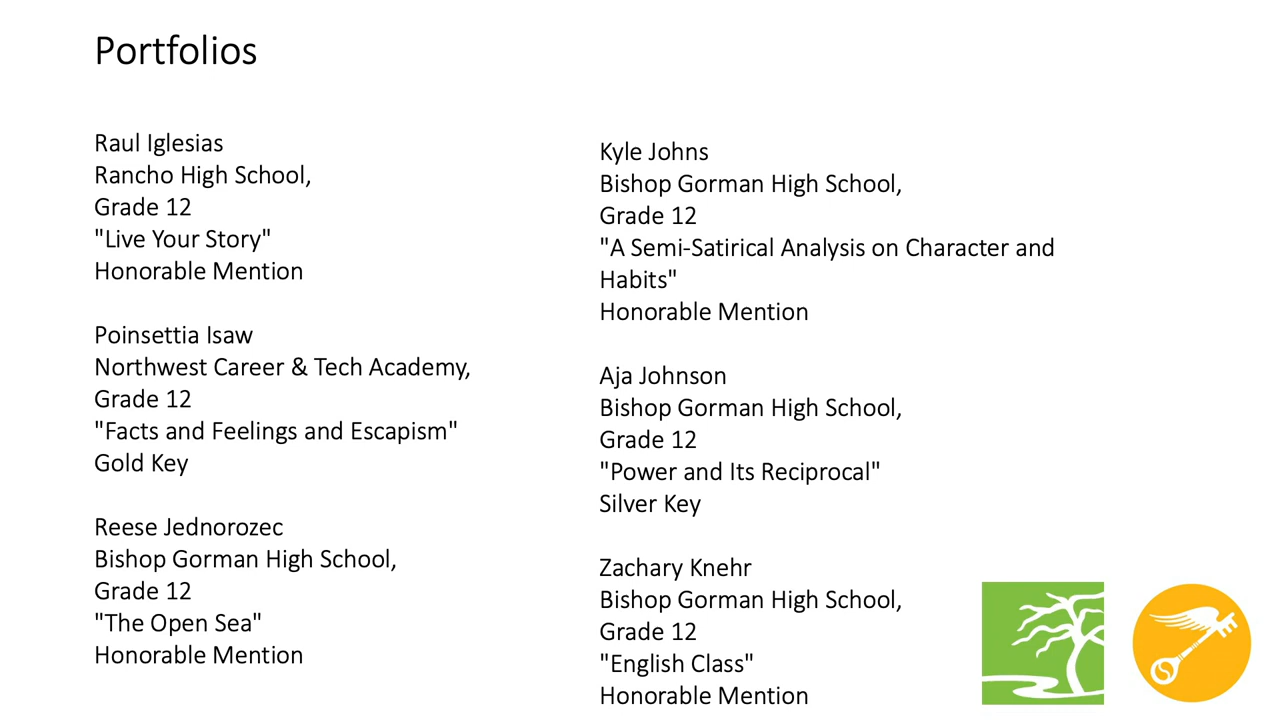 Portfolios
Raul Iglesias
Rancho High School,
Grade 12
"Live Your Story"
Honorable Mention
Poinsettia Isaw
Northwest Career & Tech Academy,
Grade 12
"Facts and Feelings and Escapism"
Gold Key
Reese Jednorozec
Bishop Gorman High School,
Grade 12
"The Open Sea"
Honorable Mention
Kyle Johns
Bishop Gorman High School,
Grade 12
"A Semi-Satirical Analysis on Character and
Habits"
Honorable Mention
Aja Johnson
Bishop Gorman High School,
Grade 12
"Power and Its Reciprocal"
Silver Key
Zachary Knehr
Bishop Gorman High School,
Grade 12
"English Class"
Honorable Mention